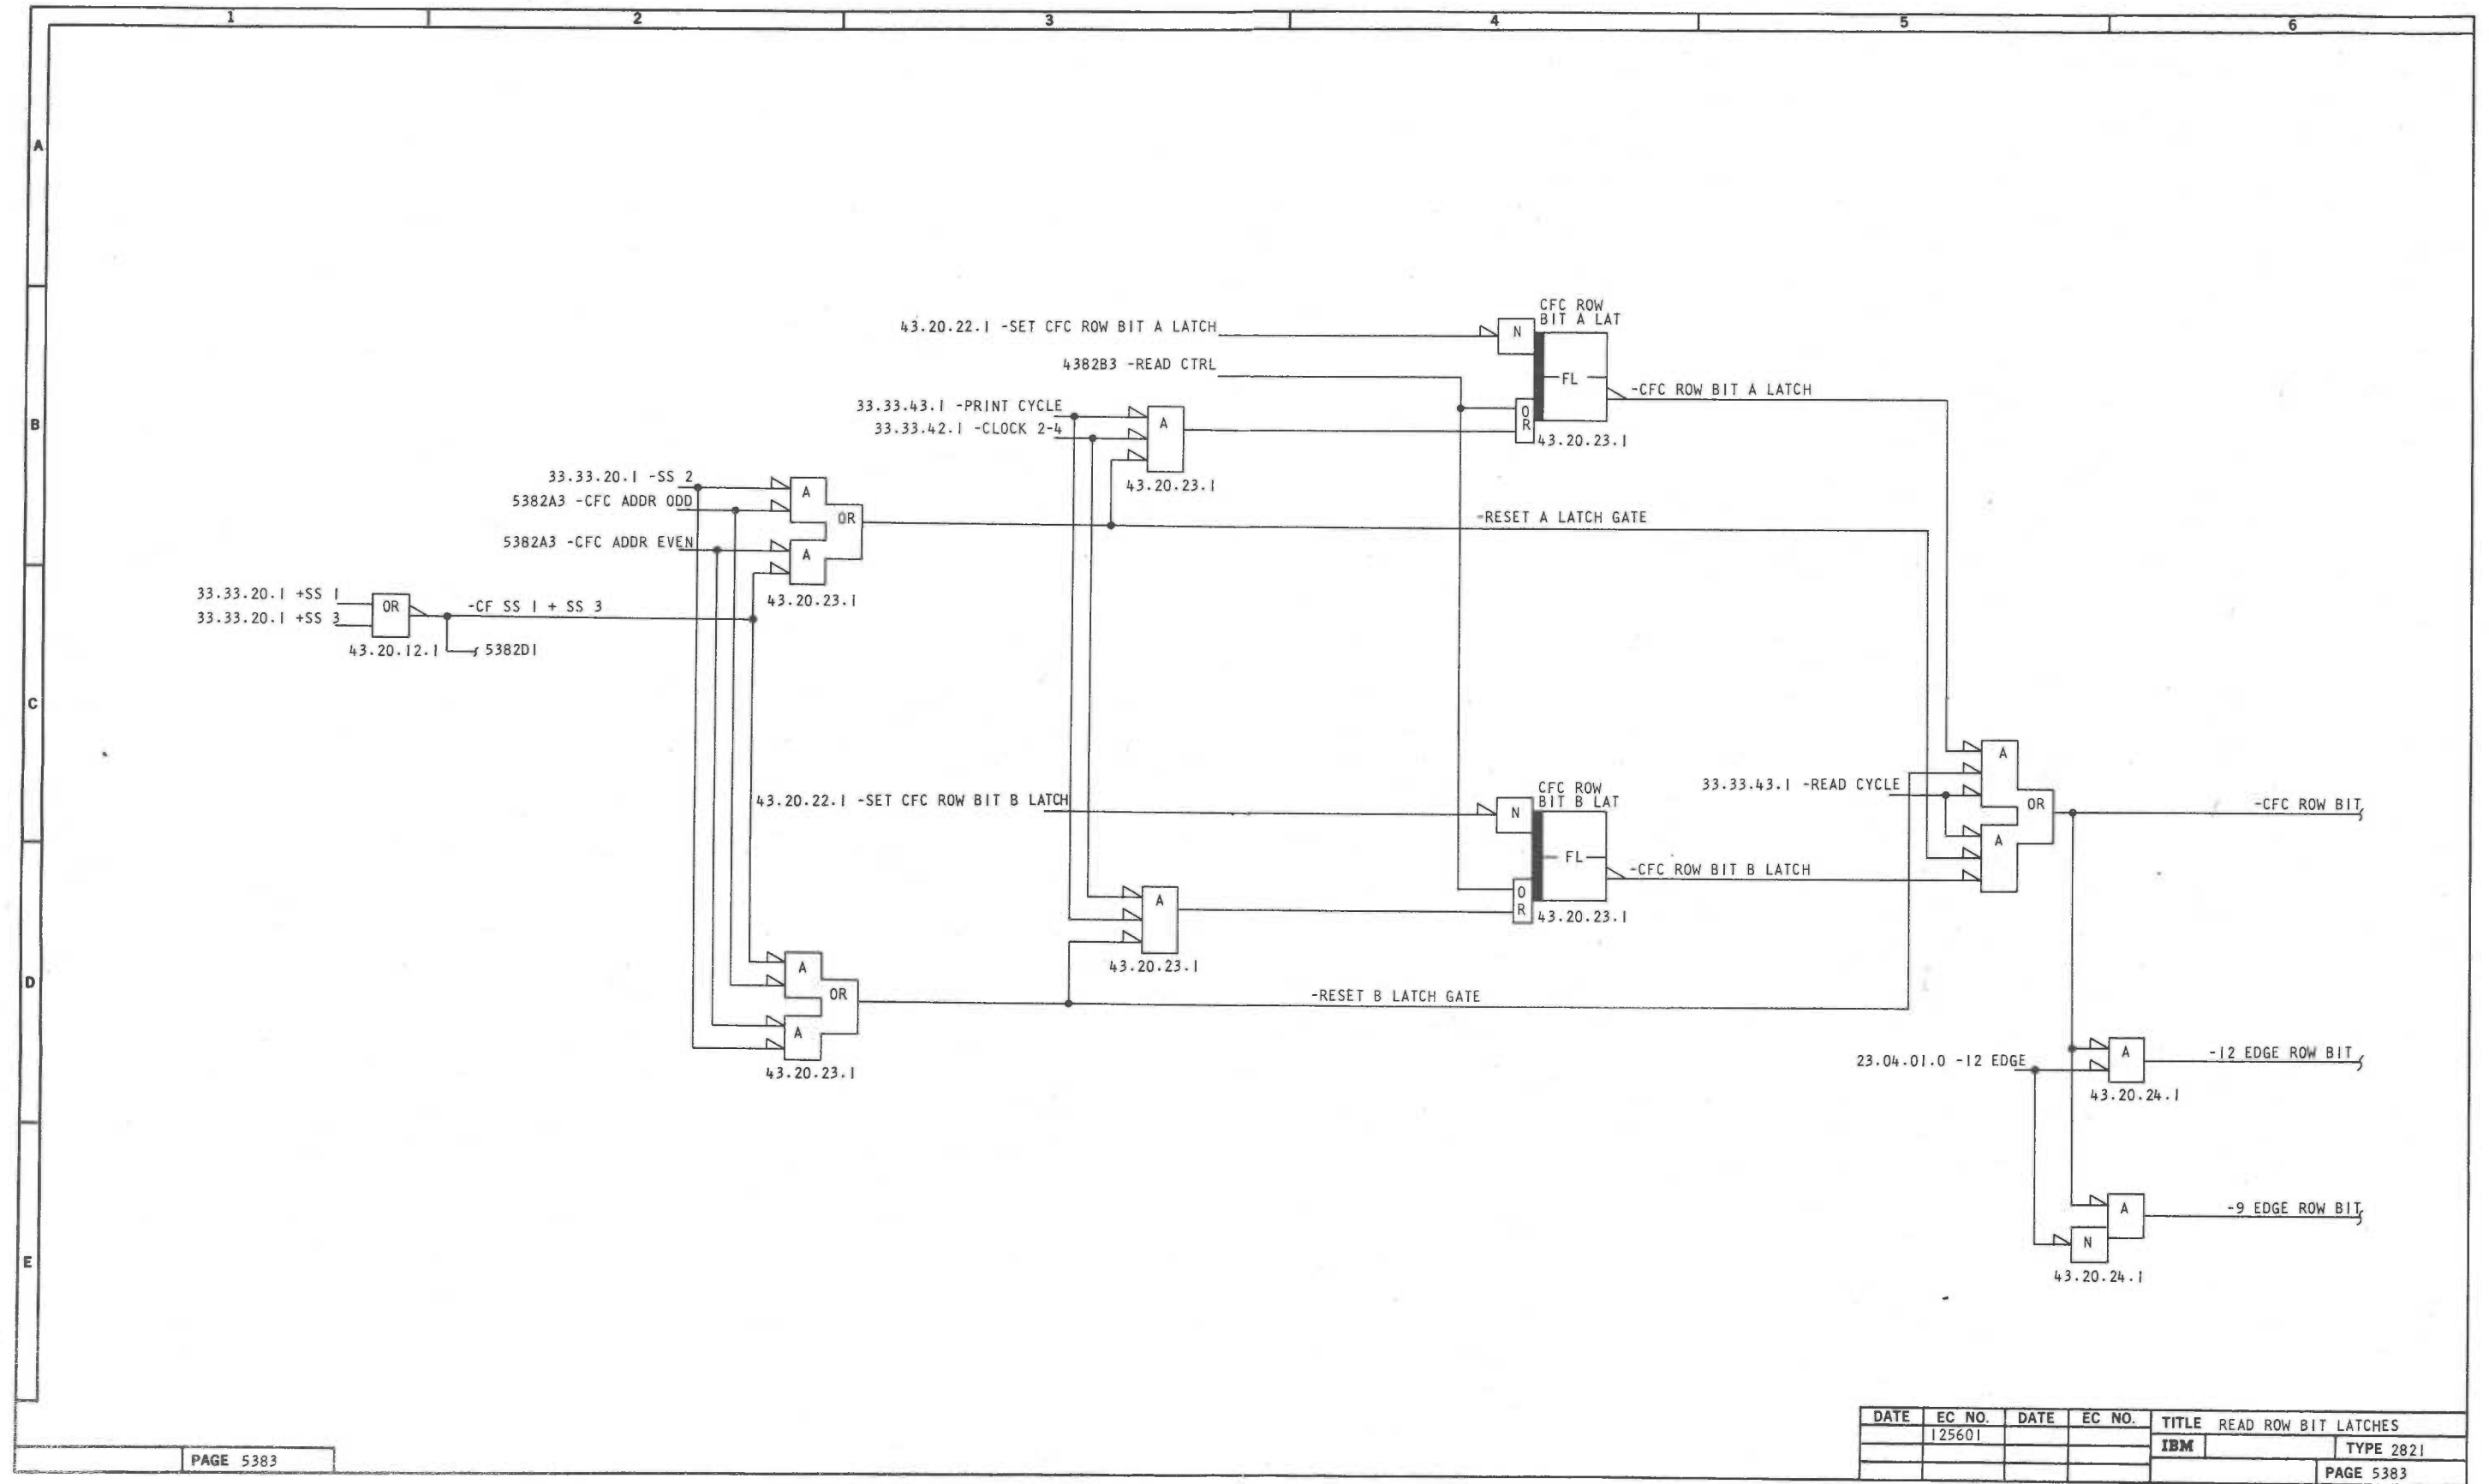 1 2 3 4 5 6
A
B
C
D
E
CFC ROW
BIT A LAT
43.20.22.1 -SET CFC ROW BIT A LATCH
N
4382B3 -READ CTRL
FL
-CFC ROW BIT A LATCH
33.33.43.1 -PRINT CYCLE
33.33.42.1 -CLOCK 2-4
A
OR
43.20.23.1
43.20.23.1
33.33.20.1 -SS 2
5382A3 -CFC ADDR ODD
5382A3 -CFC ADDR EVEN
A
OR
A
43.20.23.1
-RESET A LATCH GATE
33.33.20.1 +SS 1
33.33.20.1 +SS 3
OR
-CF SS 1 + SS 3
43.20.12.1
5382D1
43.20.22.1 -SET CFC ROW BIT B LATCH
CFC ROW
BIT B LAT
N
FL
-CFC ROW BIT B LATCH
OR
43.20.23.1
A
43.20.23.1
33.33.43.1 -READ CYCLE
A
OR
A
-CFC ROW BIT
A
OR
A
43.20.23.1
-RESET B LATCH GATE
23.04.01.0 -12 EDGE
A
-12 EDGE ROW BIT
43.20.24.1
A
-9 EDGE ROW BIT
N
43.20.24.1
PAGE 5383
DATE EC NO. DATE EC NO. TITLE READ ROW BIT LATCHES
125601
IBM TYPE 2821
PAGE 5383